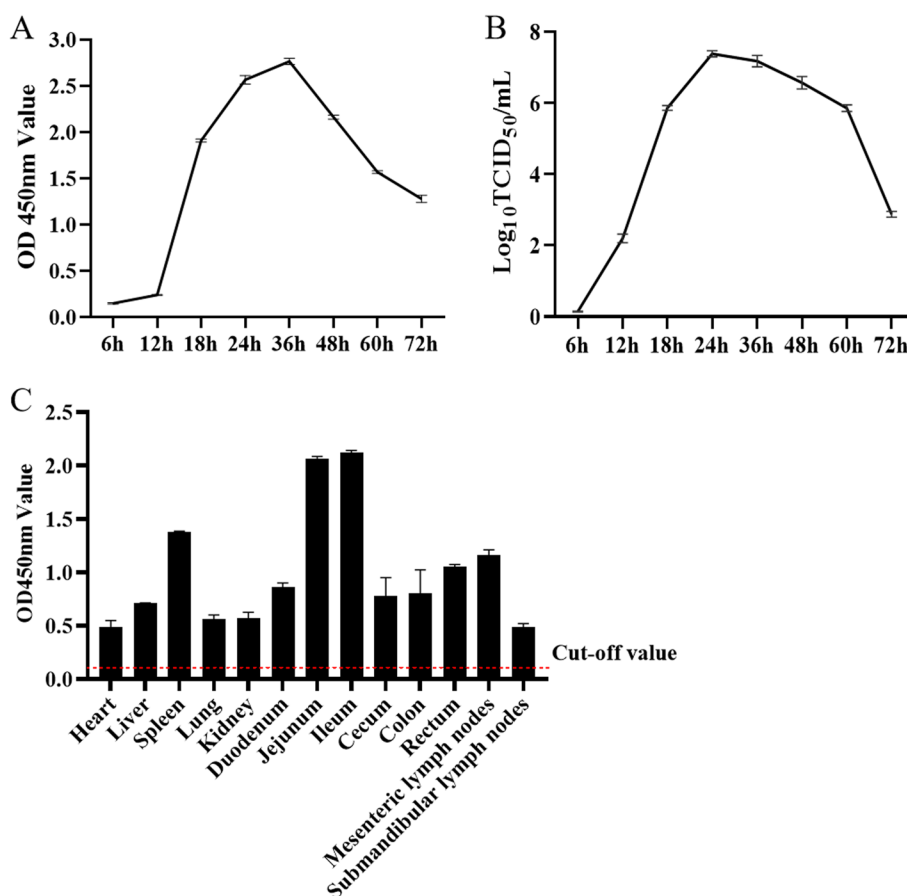 A
OD 450nm Value
3.0
2.5
2.0
1.5
1.0
0.5
0.0
6h 12h 18h 24h 36h 48h 60h 72h
B
Log10TCID50/mL
8
6
4
2
0
6h 12h 18h 24h 36h 48h 60h 72h
C
OD450nm Value
2.5
2.0
1.5
1.0
0.5
0.0
Cut-off value
Heart
Liver
Spleen
Lung
Kidney
Duodenum
Jejunum
Ileum
Cecum
Colon
Rectum
Mesenteric lymph nodes
Submandibular lymph nodes